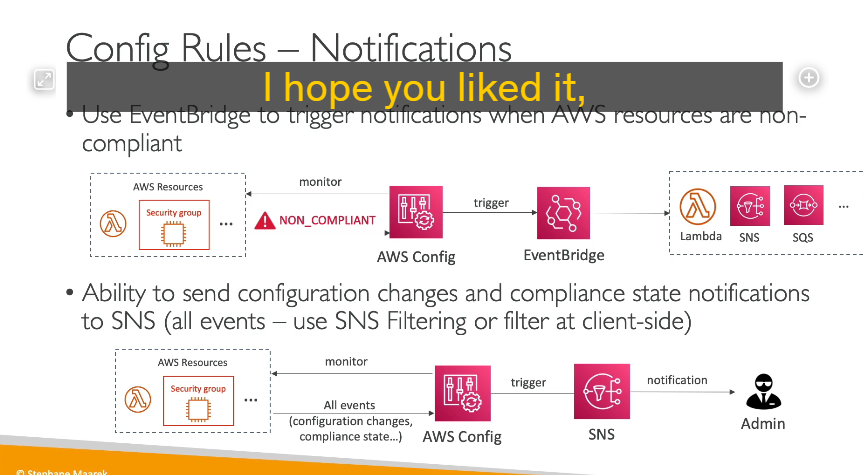 Config Rules – Notifications
I hope you liked it,
• Use EventBridge to trigger notifications when AWS resources are non-
compliant
AWS Resources
Security group
...
monitor
NON_COMPLIANT
AWS Config
trigger
EventBridge
Lambda
SNS
SQS
...
• Ability to send configuration changes and compliance state notifications
to SNS (all events – use SNS Filtering or filter at client-side)
AWS Resources
Security group
...
monitor
All events
(configuration changes,
compliance state...)
AWS Config
trigger
SNS
notification
Admin
© Stephane Maarek